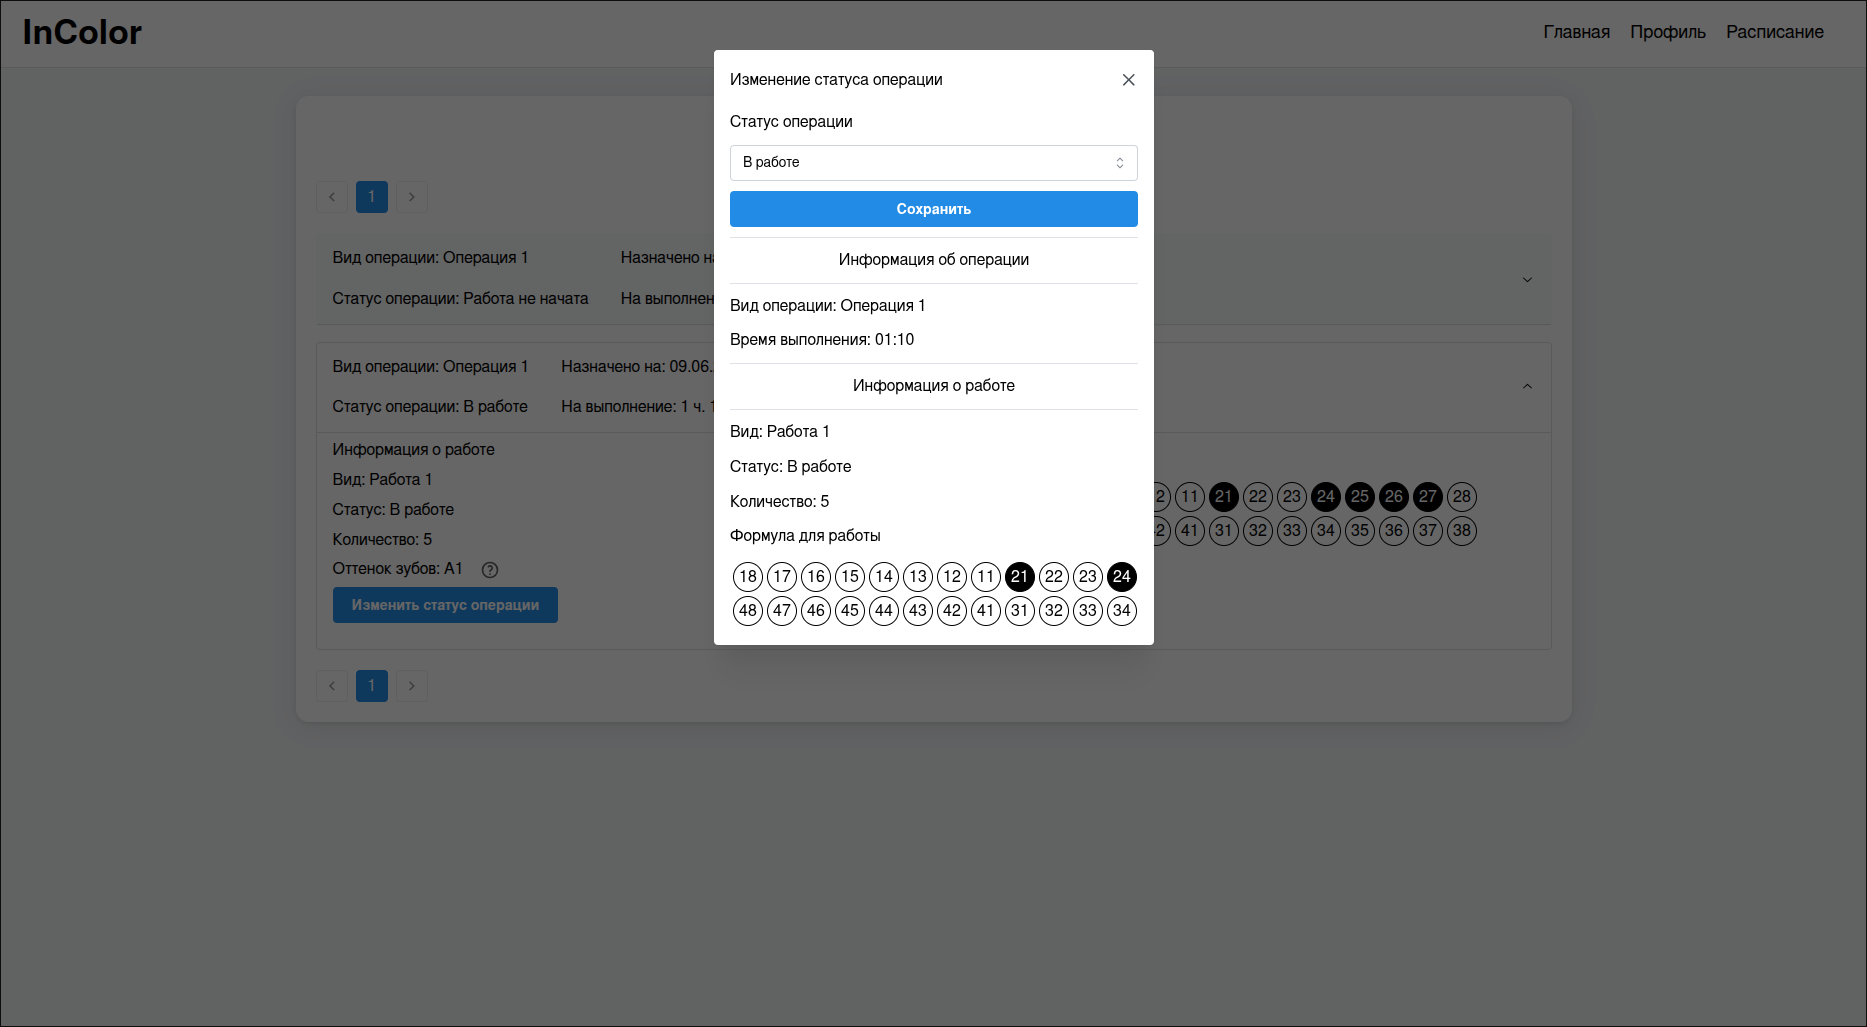 InColor
Главная Профиль Расписание
1
Вид операции: Операция 1 Назначено
Статус операции: Работа не начата На
Вид операции: Операция 1 Назначено на: 09.06.
Статус операции: В работе На выполнение: 1 ч.
Информация о работе
Вид: Работа 1
Статус: В работе
Количество: 5
Оттенок зубов: A1
Изменить статус операции
11 21 22 23 24 25 26 27 28
41 31 32 33 34 35 36 37 38
1
Изменение статуса операции
Статус операции
В работе
Сохранить
Информация об операции
Вид операции: Операция 1
Время выполнения: 01:10
Информация о работе
Вид: Работа 1
Статус: В работе
Количество: 5
Формула для работы
18 17 16 15 14 13 12 11 21 22 23 24
48 47 46 45 44 43 42 41 31 32 33 34